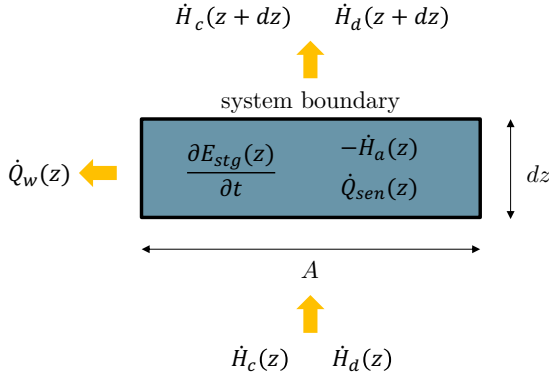 Ḣ_c(z + dz) Ḣ_d(z + dz)
system boundary
∂E_stg(z)/∂t −Ḣ_a(z)
Q̇_w(z) Q̇_sen(z) dz
A
Ḣ_c(z) Ḣ_d(z)